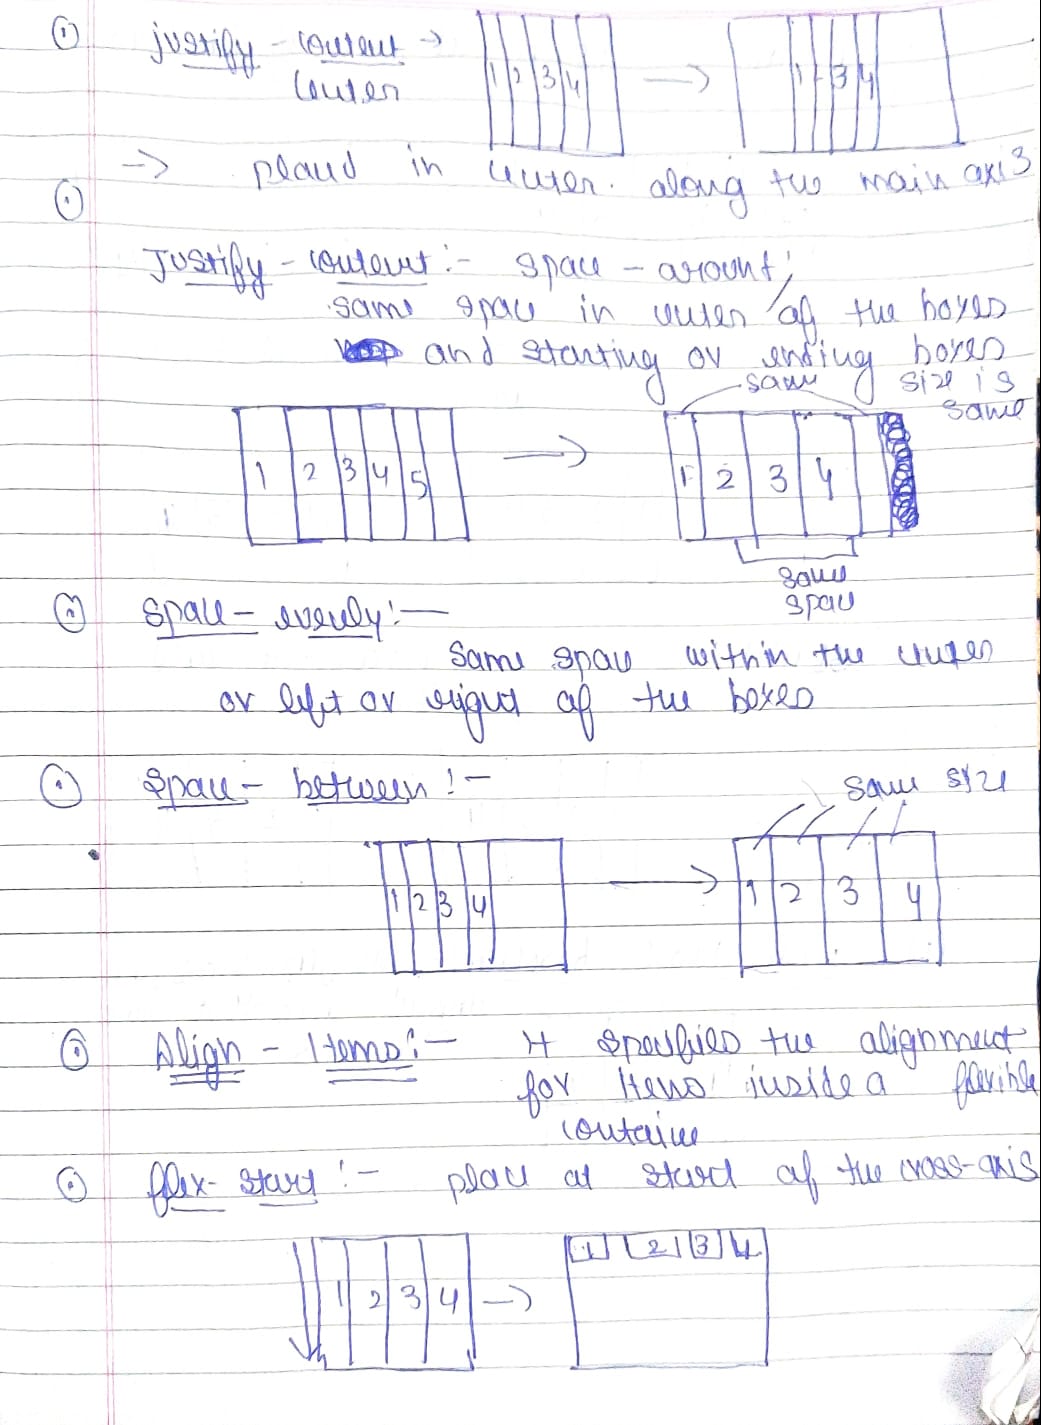 justify - content →
center
1 2 3 4 → 1 2 3 4
→ placed in center. along the main axis
Justify - content :- space - around;
same space in center of the boxes
and starting or ending boxes
same size is
same
1 2 3 4 5 → 1 2 3 4
same
space
Space - evenly :-
Same space within the center
or left or right of the boxes
Space - between :-
Same size
1 2 3 4 → 1 2 3 4
Align - Items :- It specifies the alignment
for items inside a flexible
container
flex - start :- place at start of the cross-axis
1 2 3 4 → 1 2 3 4